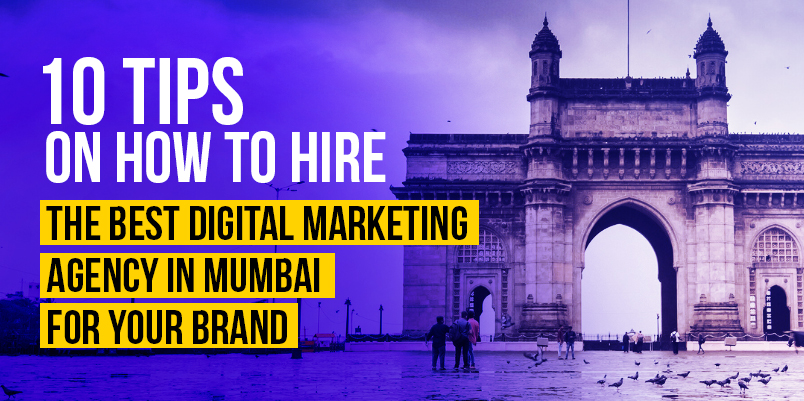 10 TIPS
ON HOW TO HIRE
THE BEST DIGITAL MARKETING
AGENCY IN MUMBAI
FOR YOUR BRAND